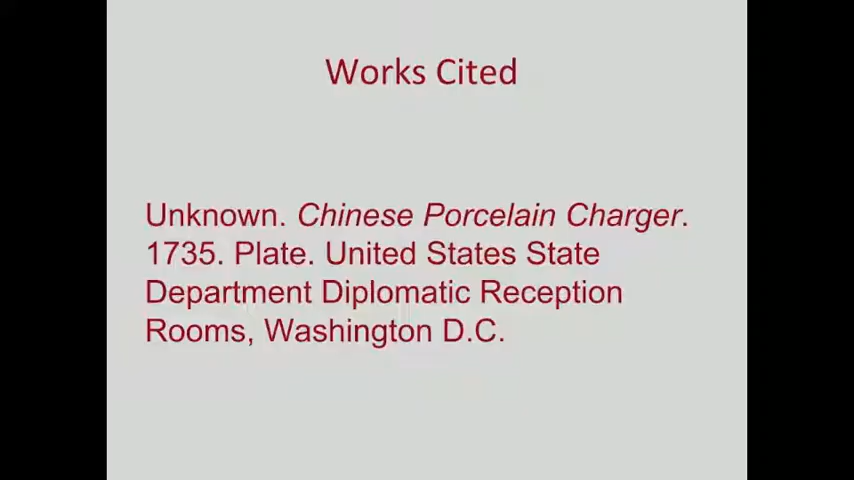 Works Cited
Unknown. Chinese Porcelain Charger.
1735. Plate. United States State
Department Diplomatic Reception
Rooms, Washington D.C.